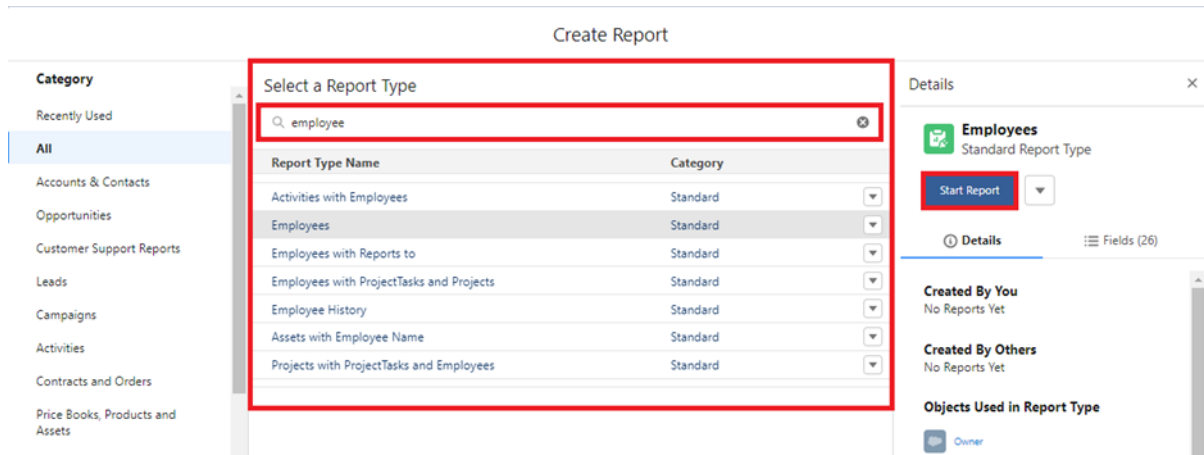 Create Report
Category
Recently Used
All
Accounts & Contacts
Opportunities
Customer Support Reports
Leads
Campaigns
Activities
Contracts and Orders
Price Books, Products and
Assets
Select a Report Type
employee
Report Type Name Category
Activities with Employees Standard
Employees Standard
Employees with Reports to Standard
Employees with ProjectTasks and Projects Standard
Employee History Standard
Assets with Employee Name Standard
Projects with ProjectTasks and Employees Standard
Details
Employees
Standard Report Type
Start Report
Details Fields (26)
Created By You
No Reports Yet
Created By Others
No Reports Yet
Objects Used in Report Type
Owner